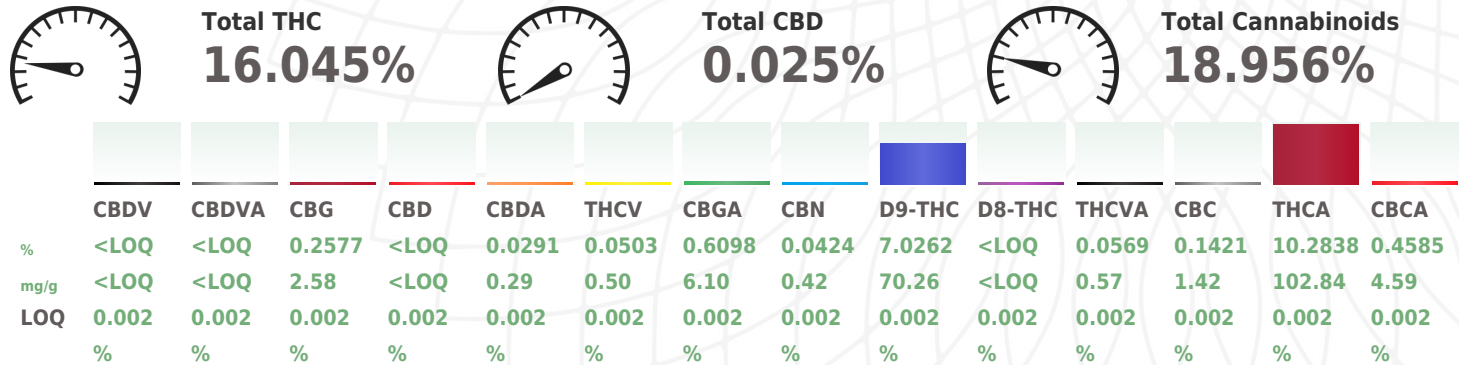 Total THC
16.045%
Total CBD
0.025%
Total Cannabinoids
18.956%
CBDV CBDVA CBG CBD CBDA THCV CBGA CBN D9-THC D8-THC THCVA CBC THCA CBCA
% <LOQ <LOQ 0.2577 <LOQ 0.0291 0.0503 0.6098 0.0424 7.0262 <LOQ 0.0569 0.1421 10.2838 0.4585
mg/g <LOQ <LOQ 2.58 <LOQ 0.29 0.50 6.10 0.42 70.26 <LOQ 0.57 1.42 102.84 4.59
LOQ 0.002 0.002 0.002 0.002 0.002 0.002 0.002 0.002 0.002 0.002 0.002 0.002 0.002 0.002
% % % % % % % % % % % % % %